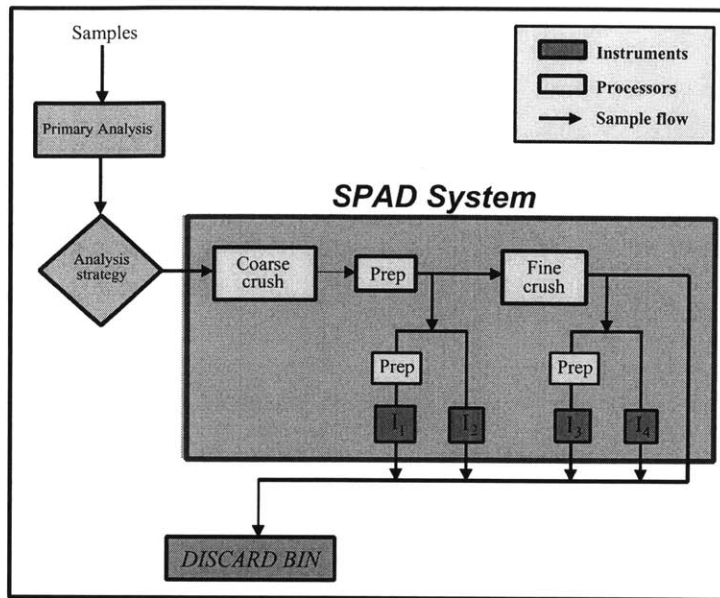 Samples
Instruments
Processors
Sample flow
Primary Analysis
SPAD System
Analysis
strategy
Coarse
crush
Prep
Fine
crush
Prep
Prep
I1
I2
I3
I4
DISCARD BIN